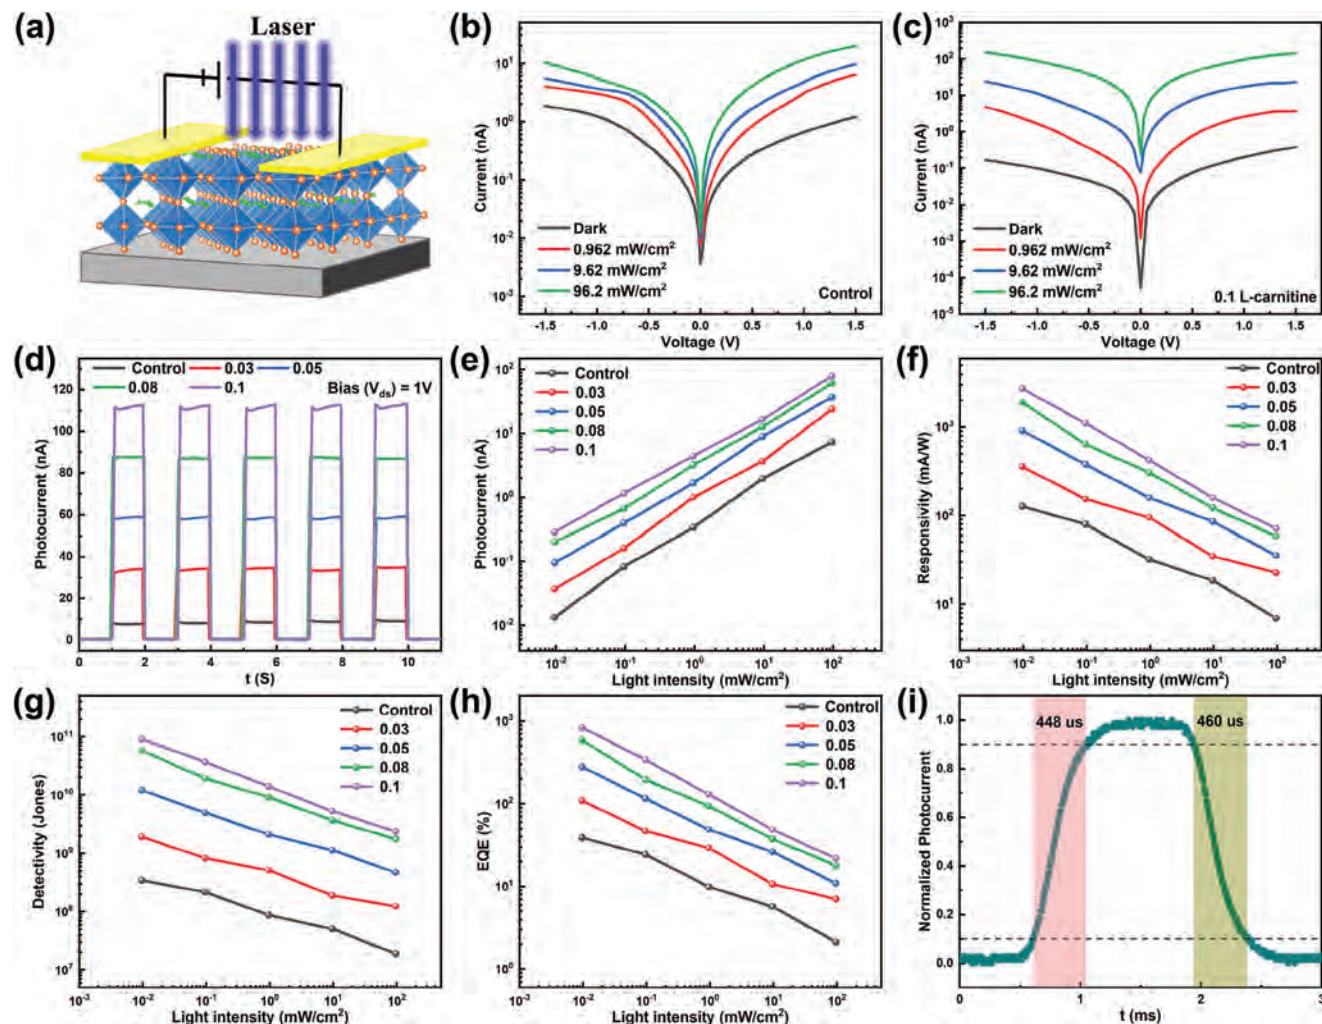 (a)
Laser
(b)
Current (nA)
10²
10¹
10⁰
10⁻¹
10⁻²
10⁻³
Dark
0.962 mW/cm²
9.62 mW/cm²
96.2 mW/cm²
Control
-1.5 -1.0 -0.5 0.0 0.5 1.0 1.5
Voltage (V)
(c)
Current (nA)
10³
10²
10¹
10⁰
10⁻¹
10⁻²
10⁻³
10⁻⁴
10⁻⁵
Dark
0.962 mW/cm²
9.62 mW/cm²
96.2 mW/cm²
0.1 L-carnitine
-1.5 -1.0 -0.5 0.0 0.5 1.0 1.5
Voltage (V)
(d)
Photocurrent (nA)
Control 0.03 0.05
0.08 0.1
Bias (Vds) = 1V
120
100
80
60
40
20
0
0 2 4 6 8 10
t (S)
(e)
Photocurrent (nA)
10²
10¹
10⁰
10⁻¹
10⁻²
Control
0.03
0.05
0.08
0.1
10⁻² 10⁻¹ 10⁰ 10¹ 10²
Light intensity (mW/cm²)
(f)
Responsivity (mA/W)
10³
10²
10¹
Control
0.03
0.05
0.08
0.1
10⁻³ 10⁻² 10⁻¹ 10⁰ 10¹ 10²
Light intensity (mW/cm²)
(g)
Detectivity (Jones)
10¹¹
10¹⁰
10⁹
10⁸
10⁷
Control
0.03
0.05
0.08
0.1
10⁻³ 10⁻² 10⁻¹ 10⁰ 10¹ 10²
Light intensity (mW/cm²)
(h)
EQE (%)
10³
10²
10¹
10⁰
Control
0.03
0.05
0.08
0.1
10⁻³ 10⁻² 10⁻¹ 10⁰ 10¹ 10²
Light intensity (mW/cm²)
(i)
Normalized Photocurrent
1.0
0.8
0.6
0.4
0.2
0.0
448 us
460 us
0 1 2 3
t (ms)